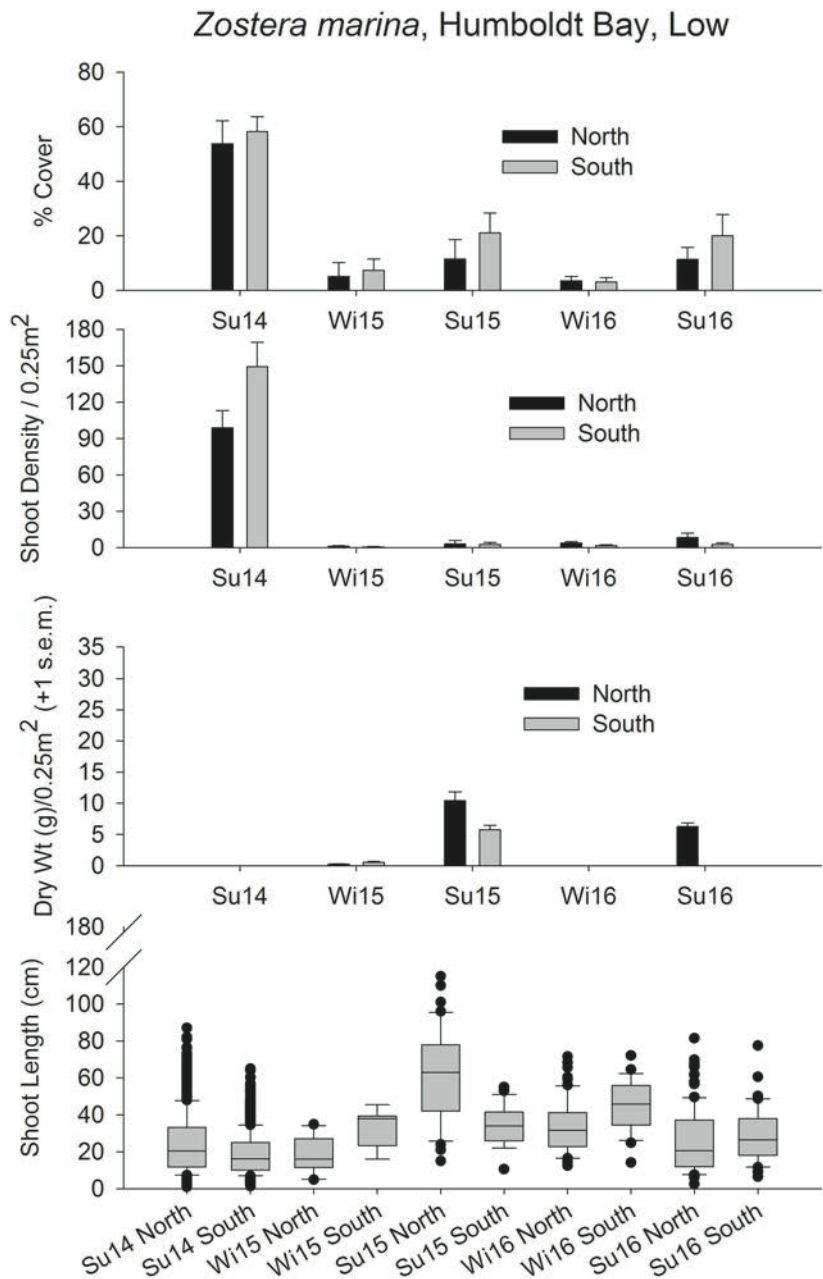 Zostera marina, Humboldt Bay, Low
80
60
40
20
0
% Cover
North
South
Su14 Wi15 Su15 Wi16 Su16
180
150
120
90
60
30
0
Shoot Density / 0.25m²
North
South
Su14 Wi15 Su15 Wi16 Su16
35
30
25
20
15
10
5
0
Dry Wt (g)/0.25m² (+1 s.e.m.)
North
South
Su14 Wi15 Su15 Wi16 Su16
180
120
100
80
60
40
20
0
Shoot Length (cm)
Su14 North Su14 South Wi15 North Wi15 South Su15 North Su15 South Wi16 North Wi16 South Su16 North Su16 South